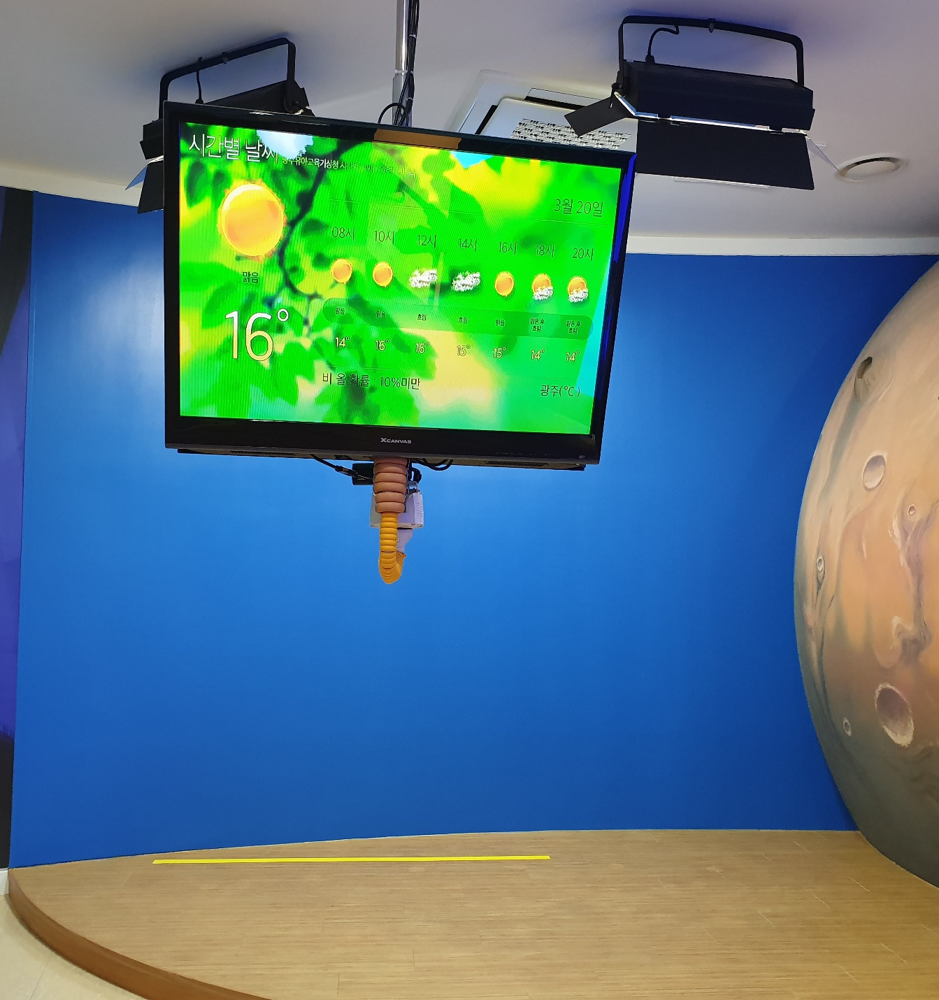 시간별 날씨 광주유아교육기상청
3월 20일
08시 10시 12시 14시 16시 18시 20시
맑음
맑음 맑음 흐림 흐림 맑음 맑은 후 흐림 맑은 후 흐림
16°
14° 16° 16° 15° 15° 14° 14°
비 올 확률 : 10%미만
광주(℃)
XCANVAS